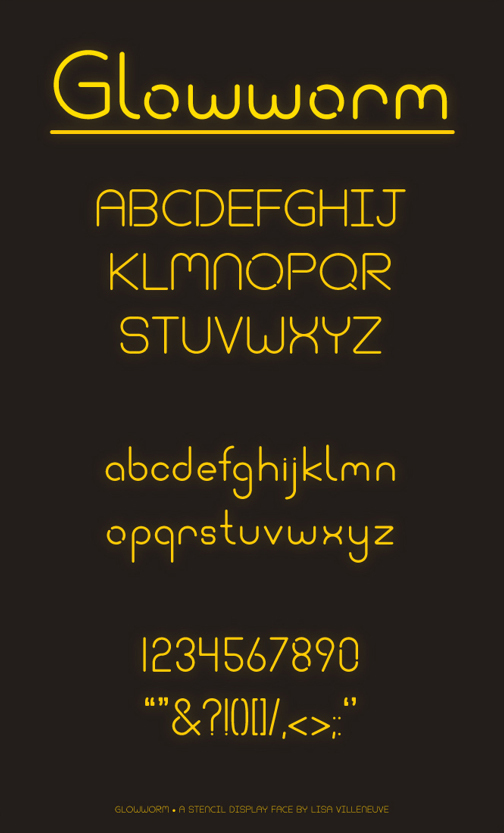 Glowworm
ABCDEFGHIJ
KLMNOPQR
STUVWXYZ
abcdefghijklmn
opqrstuvwxyz
1234567890
“”&?!()[]/,<>;:‘’
GLOWWORM • A STENCIL DISPLAY FACE BY LISA VILLENEUVE